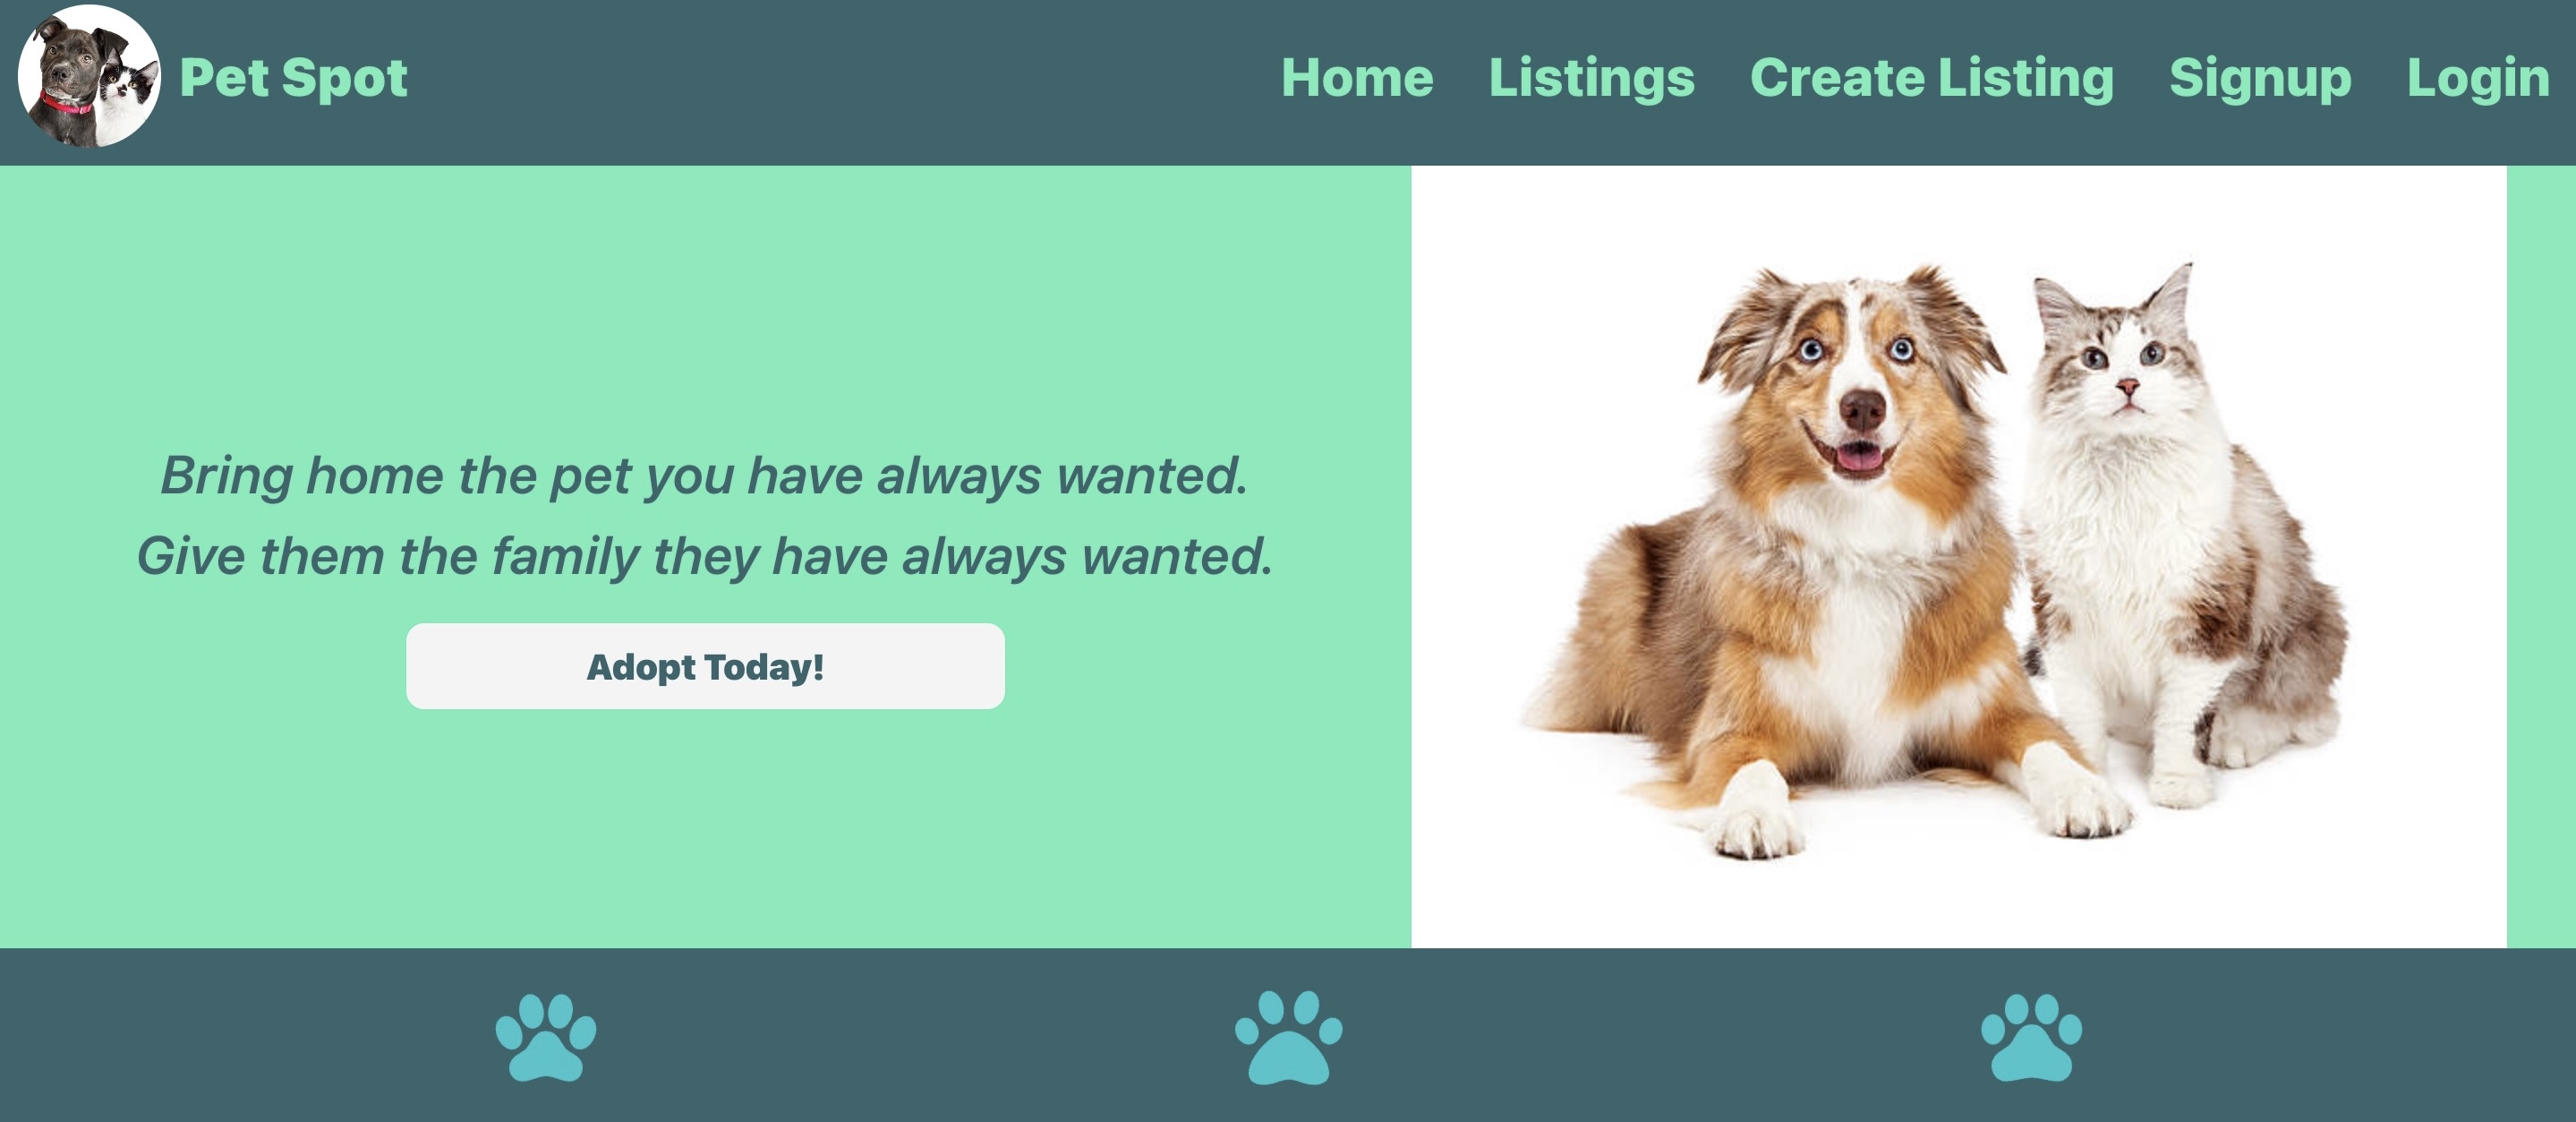 Pet Spot
Home Listings Create Listing Signup Login
Bring home the pet you have always wanted.
Give them the family they have always wanted.
Adopt Today!